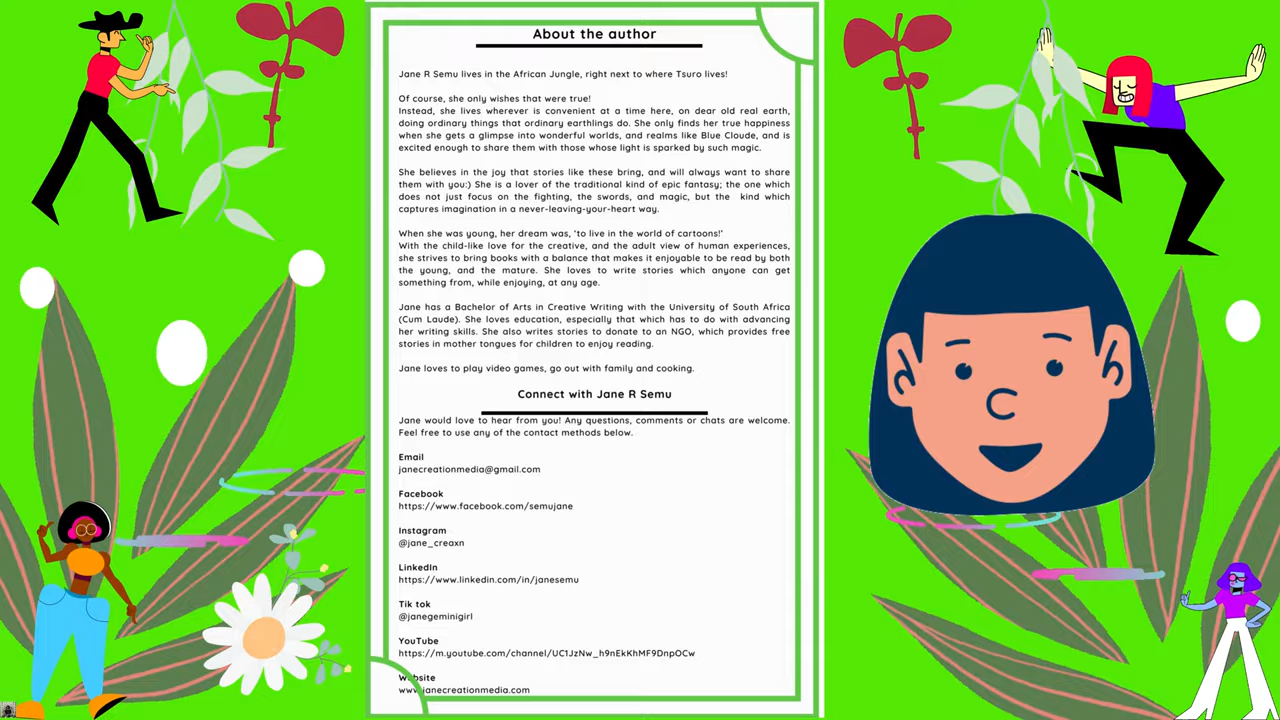 About the author
Jane R Semu lives in the African Jungle, right next to where Tsuro lives!
Of course, she only wishes that were true!
Instead, she lives wherever is convenient at a time here, on dear old real earth,
doing ordinary things that ordinary earthlings do. She only finds her true happiness
when she gets a glimpse into wonderful worlds, and realms like Blue Cloude, and is
excited enough to share them with those whose light is sparked by such magic.
She believes in the joy that stories like these bring, and will always want to share
them with you:) She is a lover of the traditional kind of epic fantasy; the one which
does not just focus on the fighting, the swords, and magic, but the kind which
captures imagination in a never-leaving-your-heart way.
When she was young, her dream was, 'to live in the world of cartoons!'
With the child-like love for the creative, and the adult view of human experiences,
she strives to bring books with a balance that makes it enjoyable to be read by both
the young, and the mature. She loves to write stories which anyone can get
something from, while enjoying, at any age.
Jane has a Bachelor of Arts in Creative Writing with the University of South Africa
(Cum Laude). She loves education, especially that which has to do with advancing
her writing skills. She also writes stories to donate to an NGO, which provides free
stories in mother tongues for children to enjoy reading.
Jane loves to play video games, go out with family and cooking.
Connect with Jane R Semu
Jane would love to hear from you! Any questions, comments or chats are welcome.
Feel free to use any of the contact methods below.
Email
janecreationmedia@gmail.com
Facebook
https://www.facebook.com/semujane
Instagram
@jane_creaxn
LinkedIn
https://www.linkedin.com/in/janesemu
Tik tok
@janegeminigirl
YouTube
https://m.youtube.com/channel/UC1JzNw_h9nEkKhMF9DnpOCw
Website
www.janecreationmedia.com